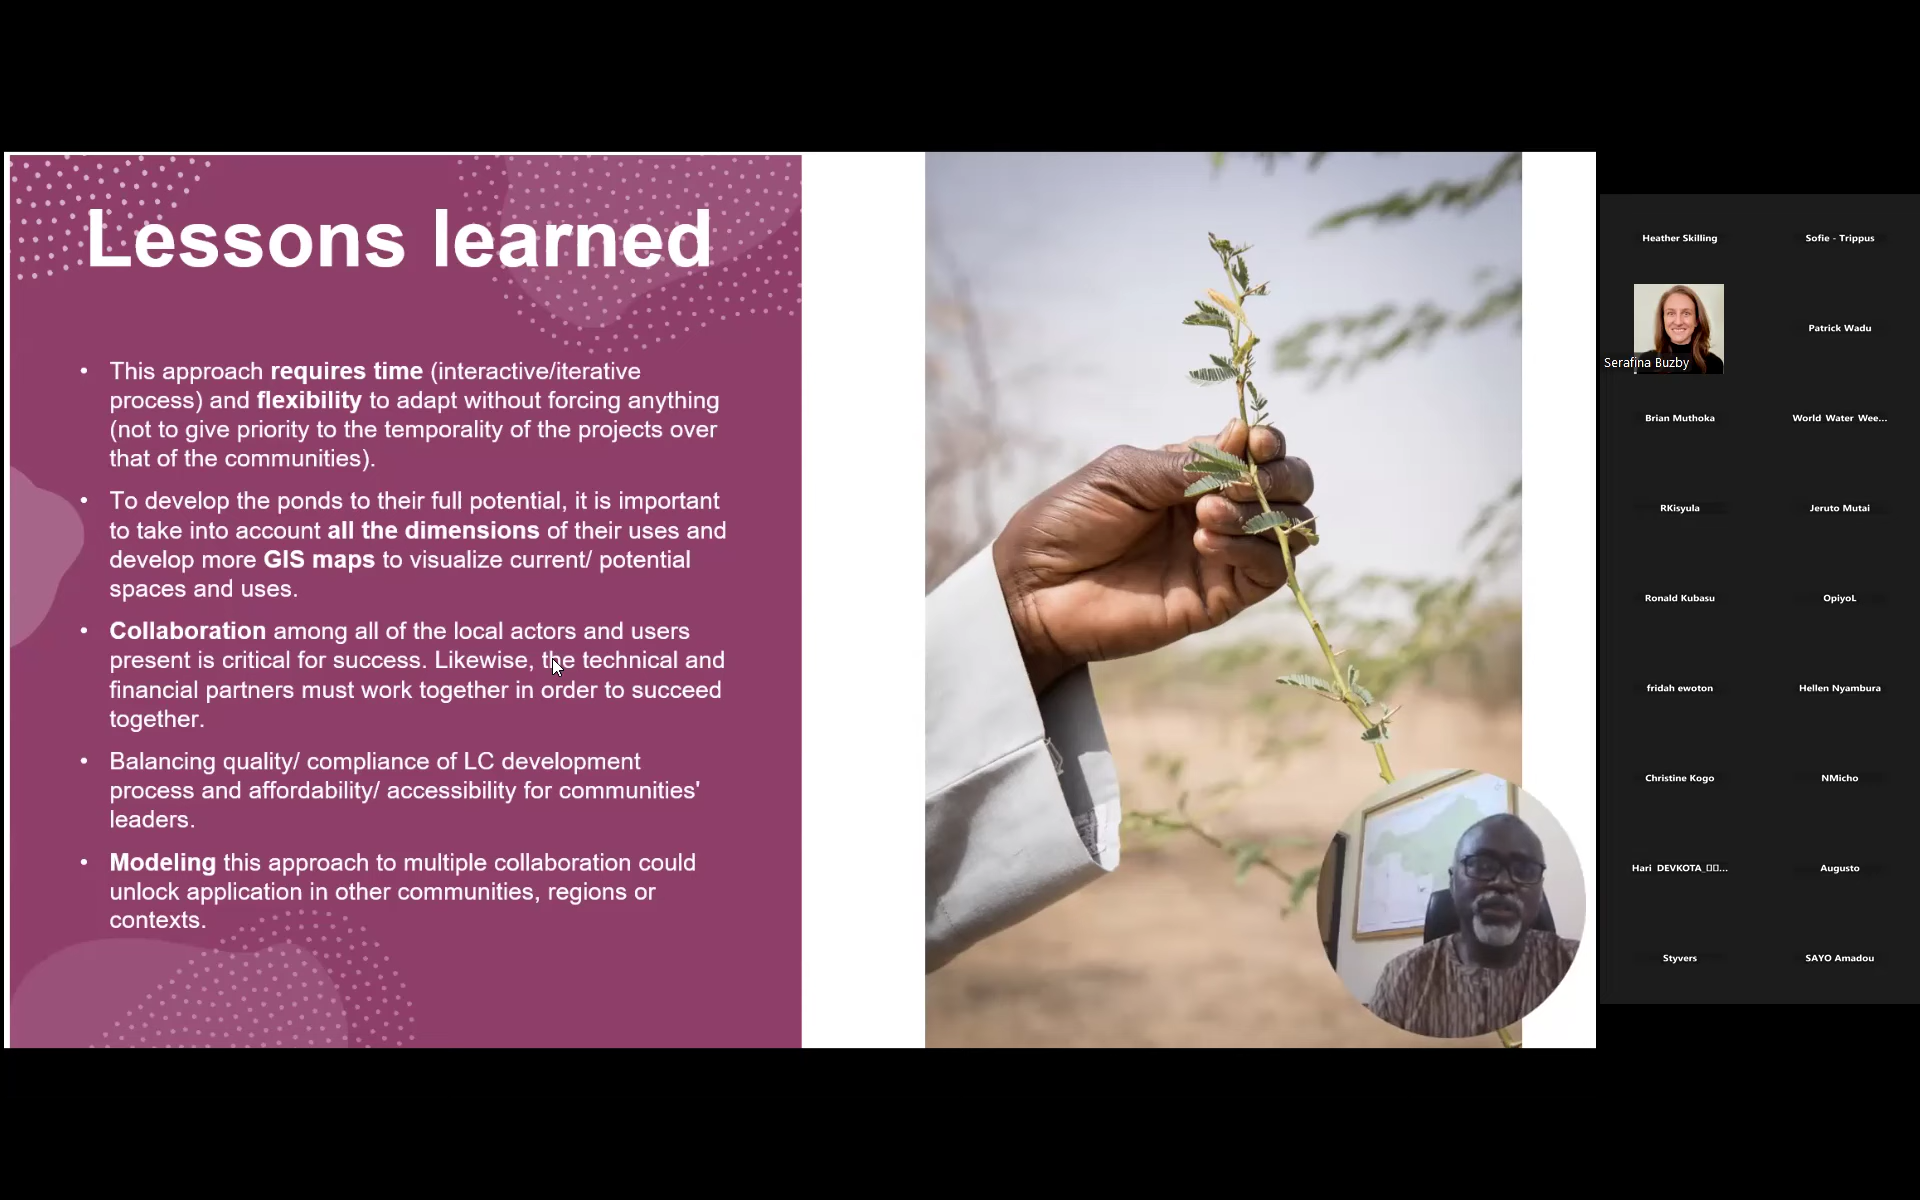 Lessons learned
• This approach requires time (interactive/iterative
process) and flexibility to adapt without forcing anything
(not to give priority to the temporality of the projects over
that of the communities).
• To develop the ponds to their full potential, it is important
to take into account all the dimensions of their uses and
develop more GIS maps to visualize current/ potential
spaces and uses.
• Collaboration among all of the local actors and users
present is critical for success. Likewise, the technical and
financial partners must work together in order to succeed
together.
• Balancing quality/ compliance of LC development
process and affordability/ accessibility for communities'
leaders.
• Modeling this approach to multiple collaboration could
unlock application in other communities, regions or
contexts.
Heather Skilling
Sofie - Trippus
Serafina Buzby
Patrick Wadu
Brian Muthoka
World Water Wee...
RKisyula
Jeruto Mutai
Ronald Kubasu
OpiyoL
fridah ewoton
Hellen Nyambura
Christine Kogo
NMicho
Hari DEVKOTA_▯▯...
Augusto
Styvers
SAYO Amadou